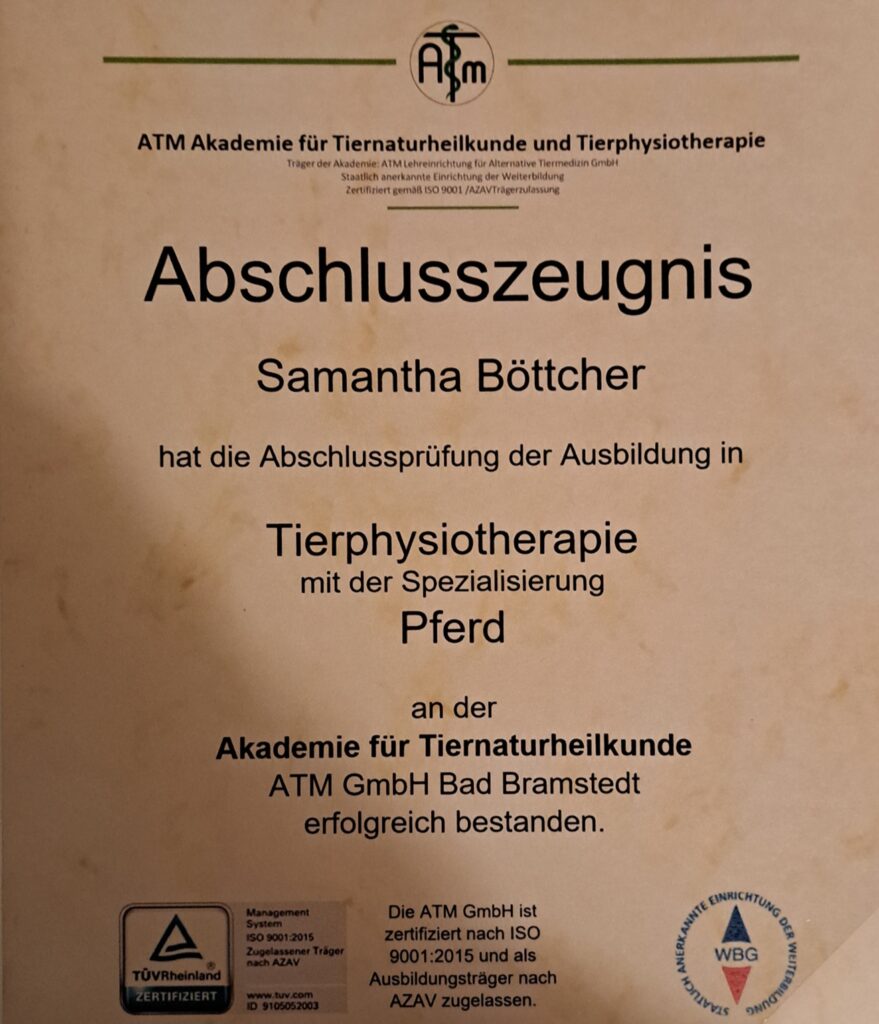 ATM
ATM Akademie für Tiernaturheilkunde und Tierphysiotherapie
Träger der Akademie: ATM Lehreinrichtung für Alternative Tiermedizin GmbH
Staatlich anerkannte Einrichtung der Weiterbildung
Zertifiziert gemäß ISO 9001 /AZAVTrägerzulassung
Abschlusszeugnis
Samantha Böttcher
hat die Abschlussprüfung der Ausbildung in
Tierphysiotherapie
mit der Spezialisierung
Pferd
an der
Akademie für Tiernaturheilkunde
ATM GmbH Bad Bramstedt
erfolgreich bestanden.
TÜVRheinland®
ZERTIFIZIERT
Management
System
ISO 9001:2015
Zugelassener Träger
nach AZAV
www.tuv.com
ID 9105052003
Die ATM GmbH ist
zertifiziert nach ISO
9001:2015 und als
Ausbildungsträger nach
AZAV zugelassen.
STAATLICH ANERKANNTE EINRICHTUNG DER WEITERBILDUNG
WBG